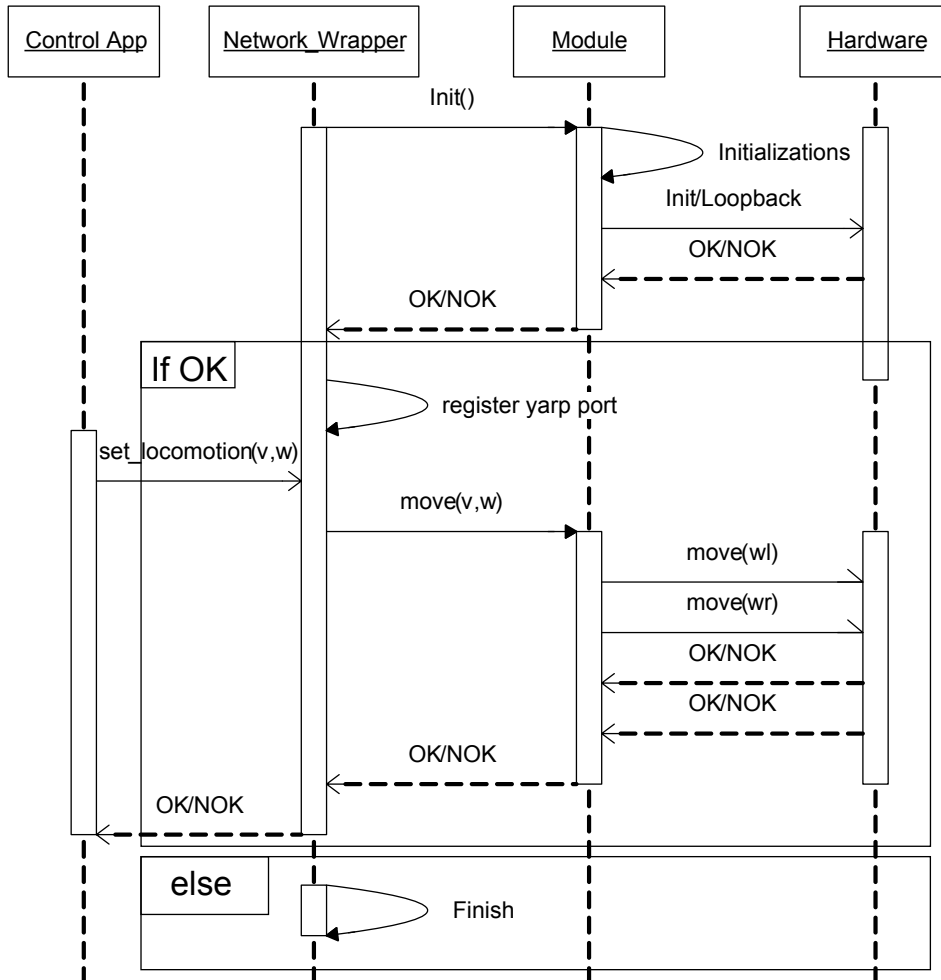 Control App
Network_Wrapper
Module
Hardware
Init()
Initializations
Init/Loopback
OK/NOK
OK/NOK
If OK
register yarp port
set_locomotion(v,w)
move(v,w)
move(wl)
move(wr)
OK/NOK
OK/NOK
OK/NOK
OK/NOK
else
Finish